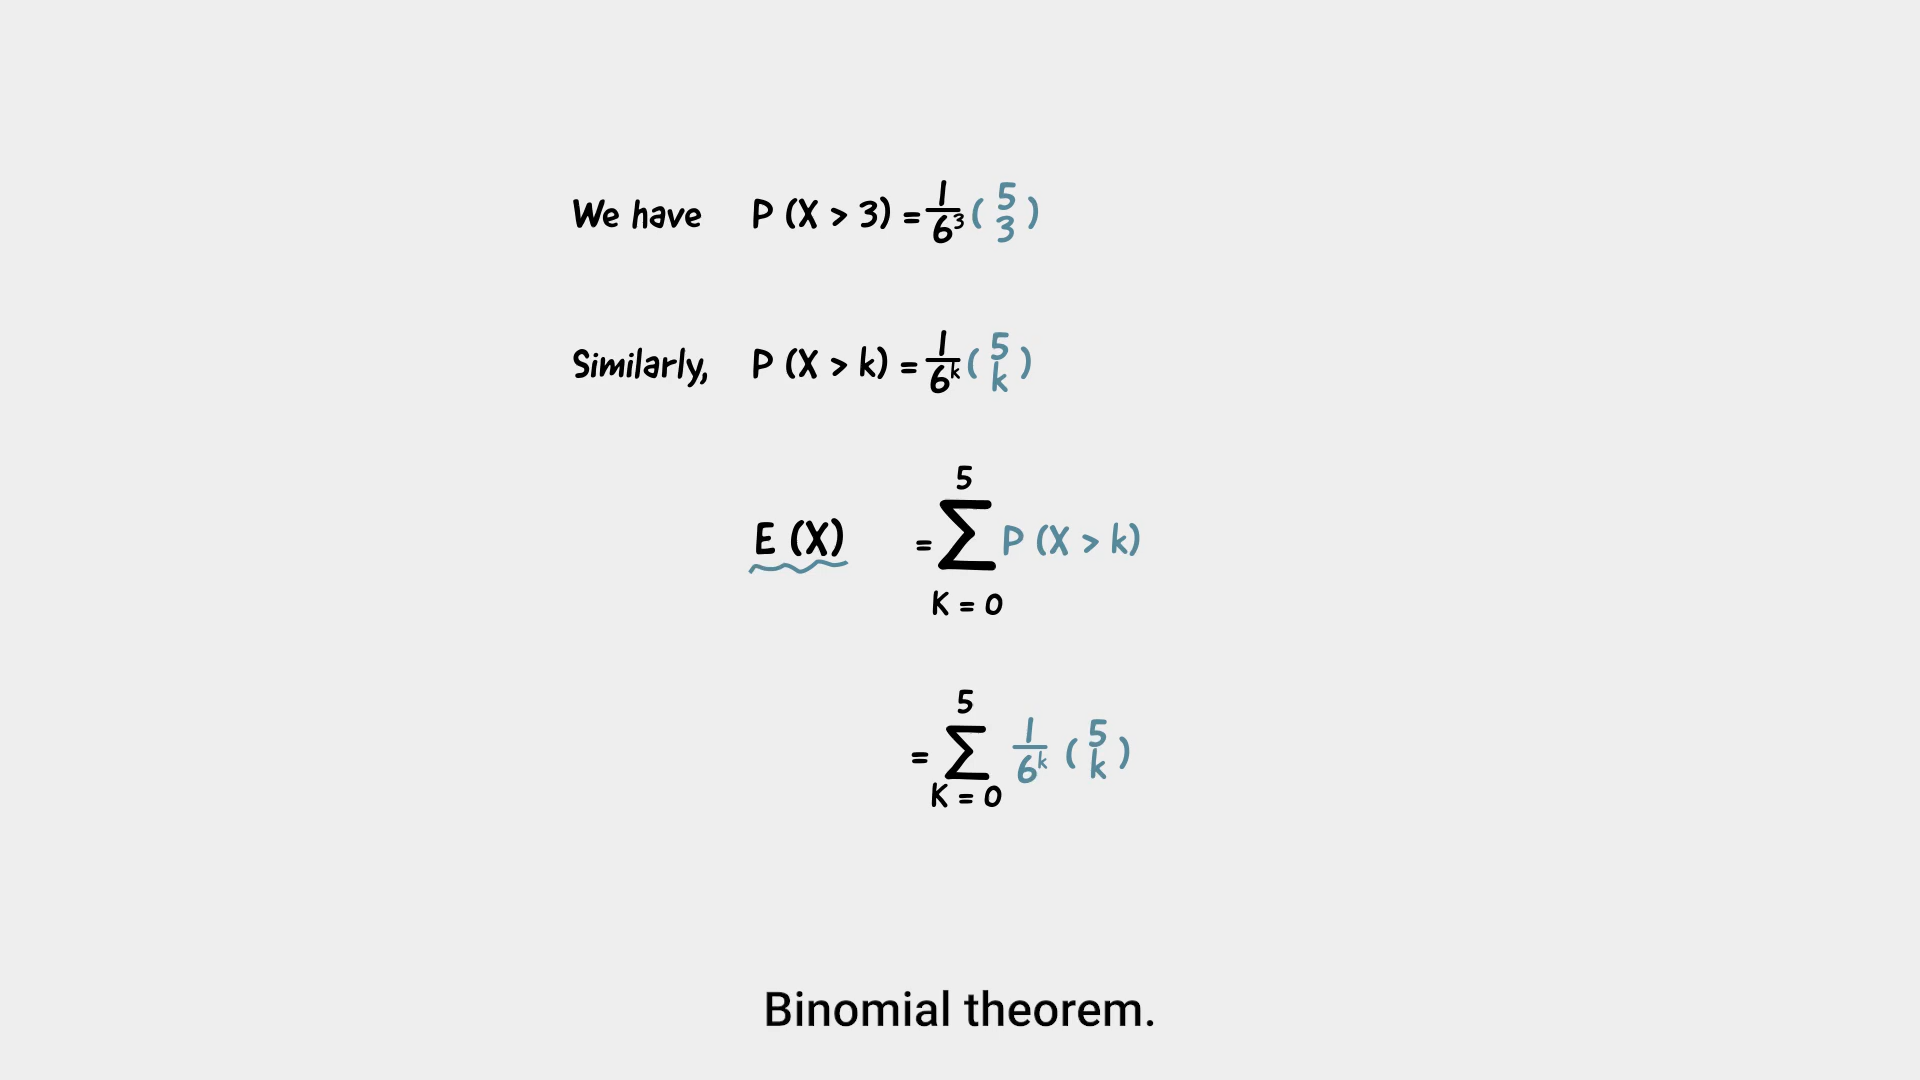 We have P (X > 3) = 1/6³ (5 3)
Similarly, P (X > k) = 1/6ᵏ (5 k)
5
E (X) = Σ P (X > k)
K = 0
5
= Σ 1/6ᵏ (5 k)
K = 0
Binomial theorem.